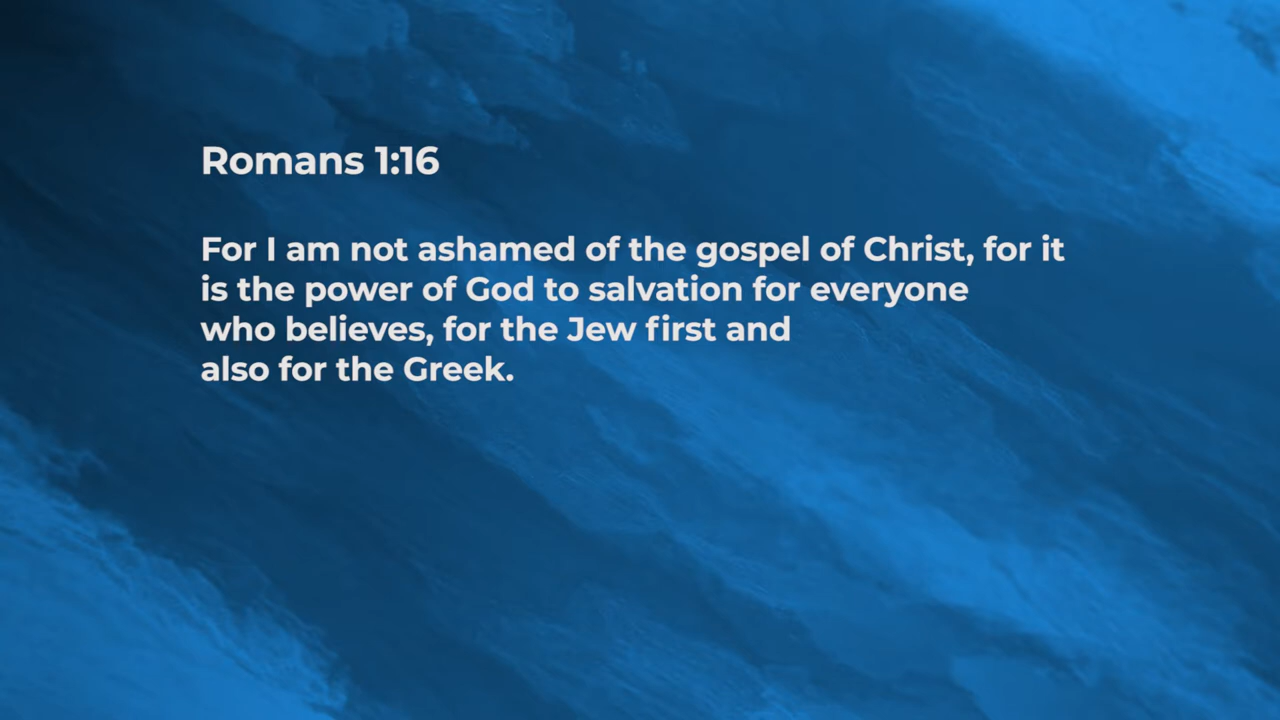 Romans 1:16
For I am not ashamed of the gospel of Christ, for it
is the power of God to salvation for everyone
who believes, for the Jew first and
also for the Greek.